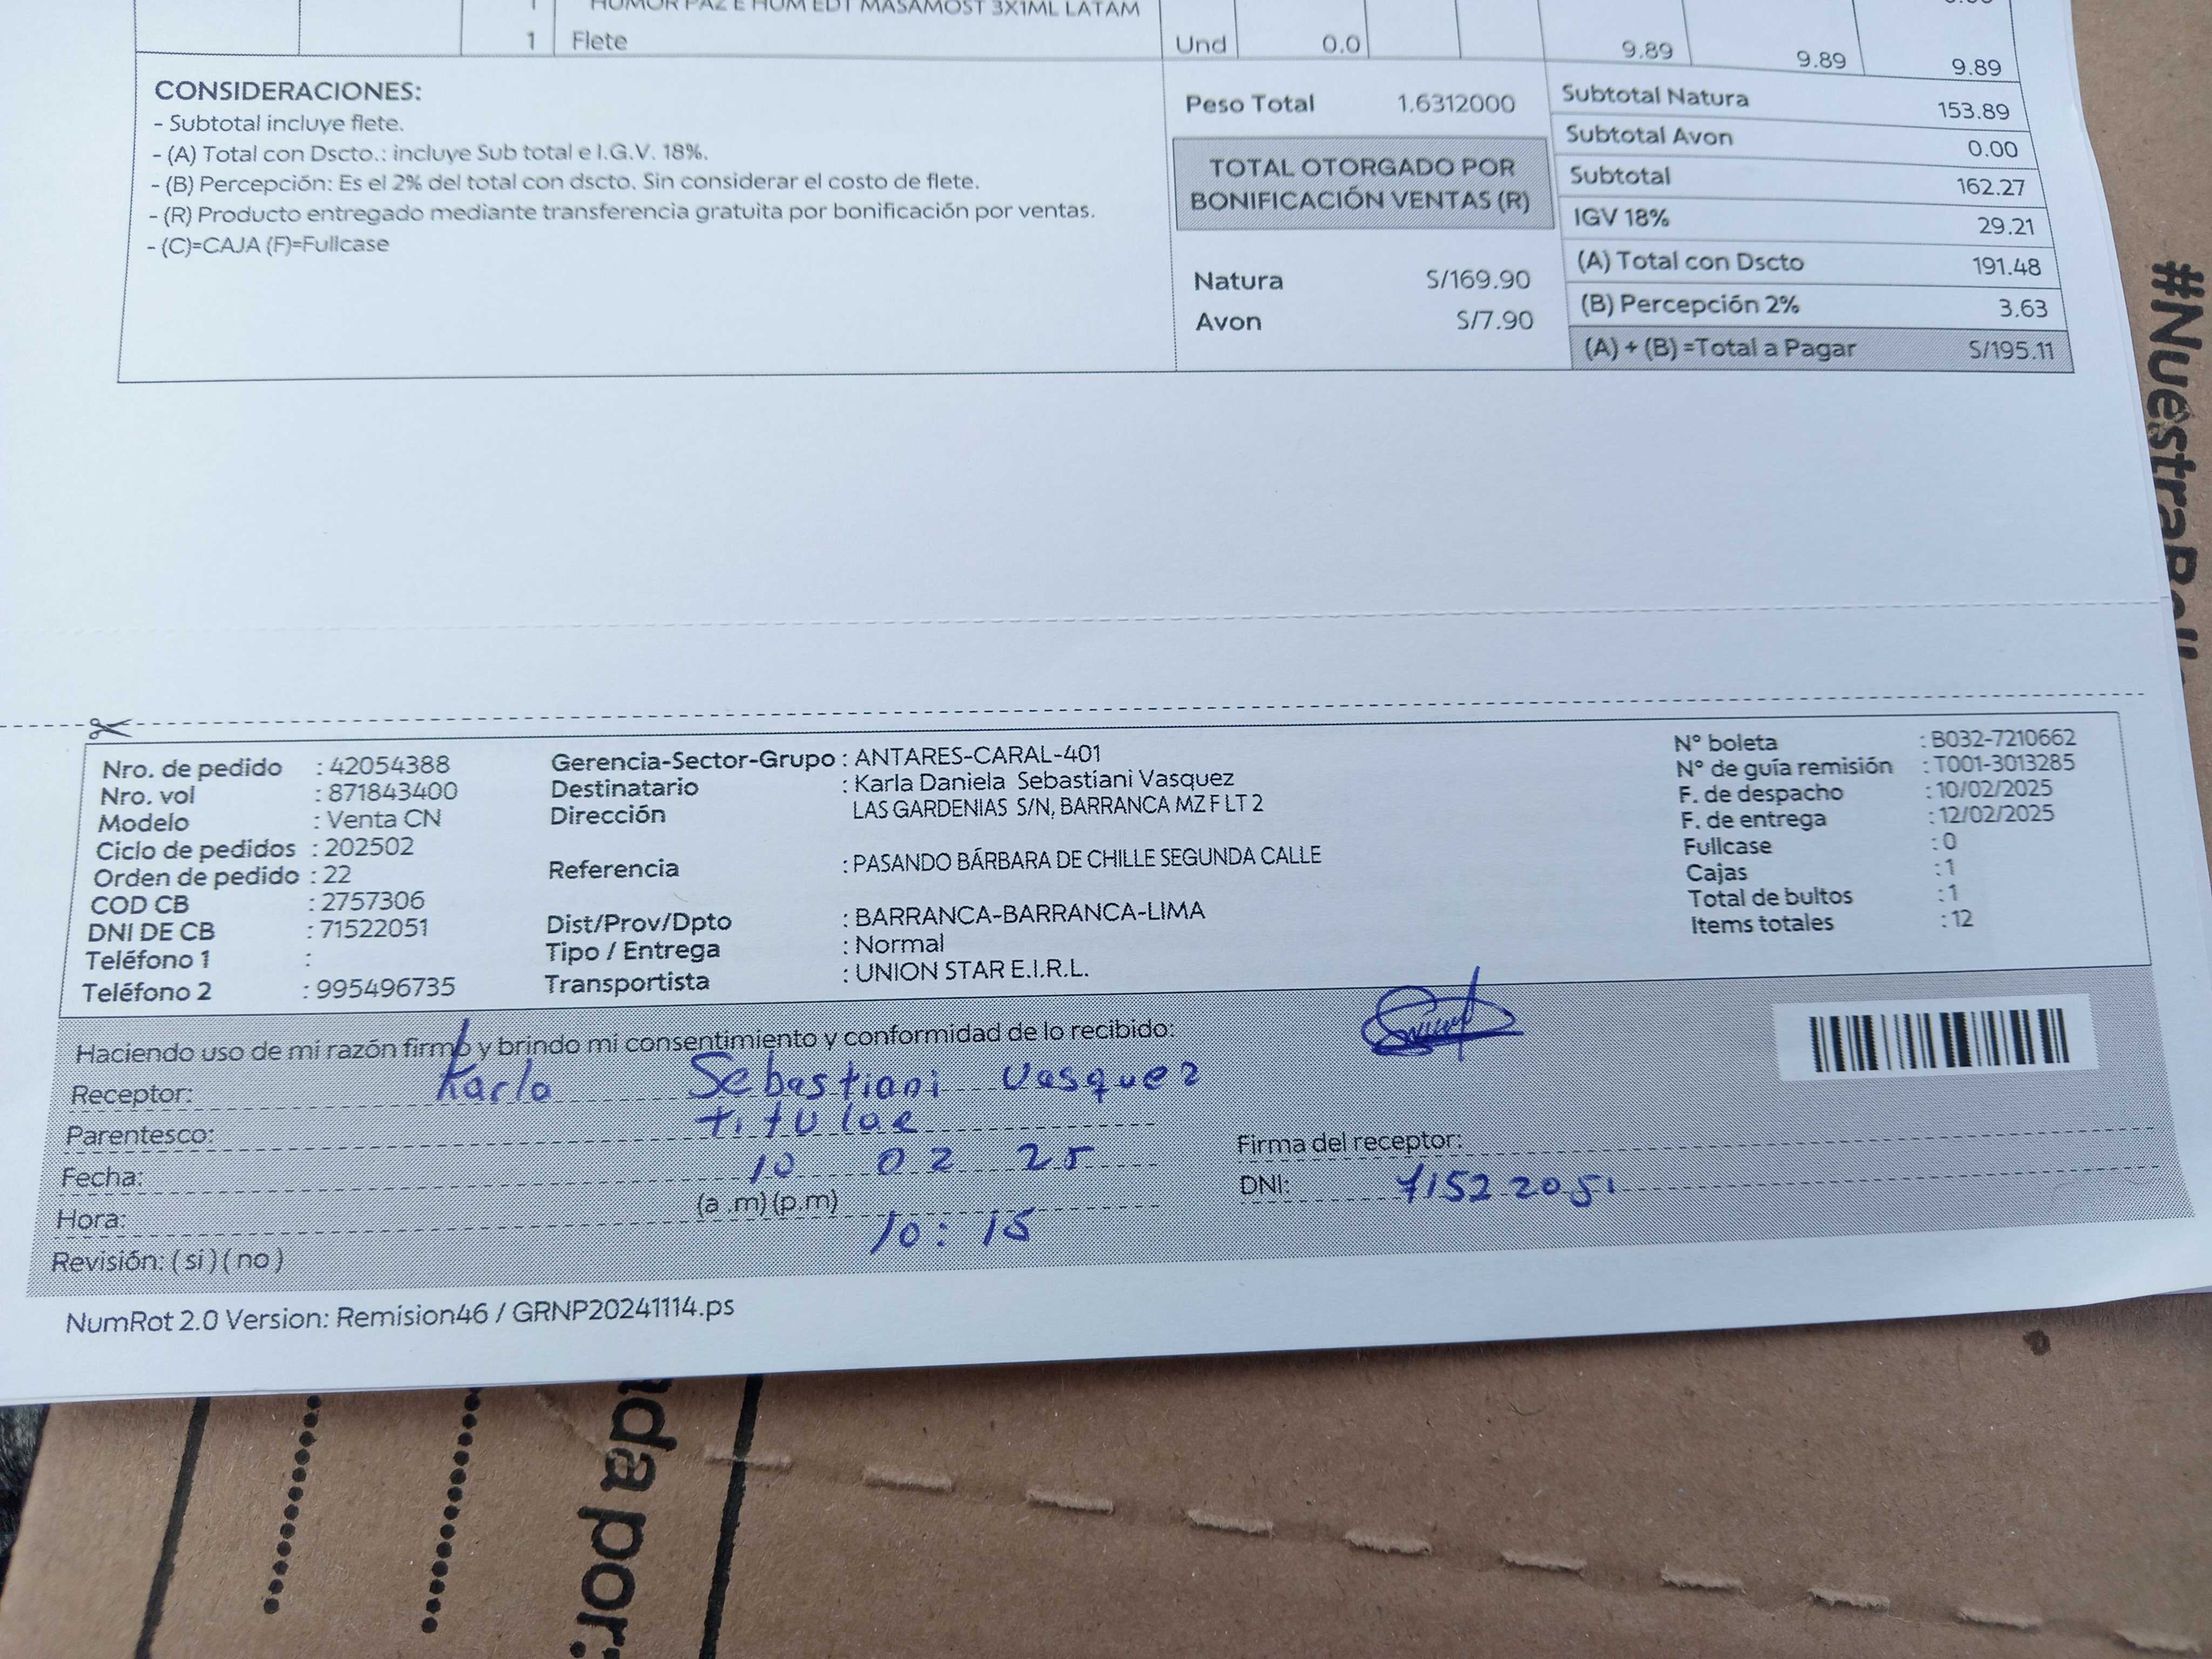 1 HUMOR PAZ E HUM EDT MASAMOST 3X1ML LATAM
1 Flete Und 0.0 9.89 9.89 9.89
CONSIDERACIONES:
- Subtotal incluye flete.
- (A) Total con Dscto.: incluye Sub total e I.G.V. 18%.
- (B) Percepción: Es el 2% del total con dscto. Sin considerar el costo de flete.
- (R) Producto entregado mediante transferencia gratuita por bonificación por ventas.
- (C)=CAJA (F)=Fullcase
Peso Total 1.6312000
TOTAL OTORGADO POR
BONIFICACIÓN VENTAS (R)
Natura S/169.90
Avon S/7.90
Subtotal Natura 153.89
Subtotal Avon 0.00
Subtotal 162.27
IGV 18% 29.21
(A) Total con Dscto 191.48
(B) Percepción 2% 3.63
(A) + (B) =Total a Pagar S/195.11
Nro. de pedido : 42054388
Nro. vol : 871843400
Modelo : Venta CN
Ciclo de pedidos : 202502
Orden de pedido : 22
COD CB : 2757306
DNI DE CB : 71522051
Teléfono 1 :
Teléfono 2 : 995496735
Gerencia-Sector-Grupo : ANTARES-CARAL-401
Destinatario : Karla Daniela Sebastiani Vasquez
Dirección LAS GARDENIAS S/N, BARRANCA MZ F LT 2
Referencia : PASANDO BÁRBARA DE CHILLE SEGUNDA CALLE
Dist/Prov/Dpto : BARRANCA-BARRANCA-LIMA
Tipo / Entrega : Normal
Transportista : UNION STAR E.I.R.L.
N° boleta : B032-7210662
N° de guía remisión : T001-3013285
F. de despacho : 10/02/2025
F. de entrega : 12/02/2025
Fullcase : 0
Cajas : 1
Total de bultos : 1
Items totales : 12
Haciendo uso de mi razón firmo y brindo mi consentimiento y conformidad de lo recibido:
Receptor: Karla Sebastiani Vasquez
Parentesco: titular
Fecha: 10 02 25
Hora: (a .m) (p.m) 10:15
Revisión: ( si ) ( no )
Firma del receptor:
DNI: 71522051
NumRot 2.0 Version: Remision46 / GRNP20241114.ps
por: